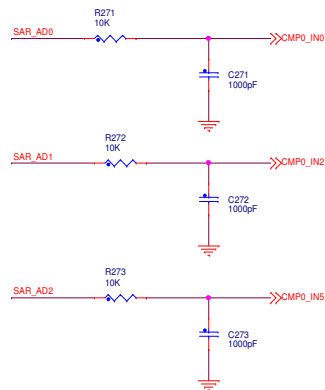 R271
10K
SAR_AD0
CMP0_IN0
C271
1000pF
R272
10K
SAR_AD1
CMP0_IN2
C272
1000pF
R273
10K
SAR_AD2
CMP0_IN5
C273
1000pF